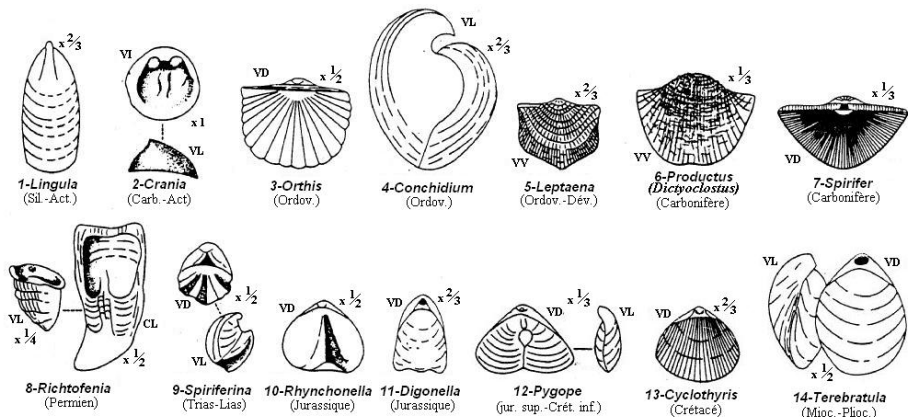 x 2/3
VI
x 1
VL
VD
x 1/2
VL
x 2/3
x 2/3
VV
x 1/3
VV
x 1/3
VD
1-Lingula
(Sil.-Act.)
2-Crania
(Carb.-Act)
3-Orthis
(Ordov.)
4-Conchidium
(Ordov.)
5-Leptaena
(Ordov.-Dév.)
6-Productus
(Dictyoclostus)
(Carbonifère)
7-Spirifer
(Carbonifère)
VL
x 1/4
CL
x 1/2
VD
x 1/2
VL
VD
x 1/2
VD
x 2/3
x 1/3
VD
VL
VD
x 2/3
VL
VD
x 1/2
8-Richtofenia
(Permien)
9-Spiriferina
(Trias-Lias)
10-Rhynchonella
(Jurassique)
11-Digonella
(Jurassique)
12-Pygope
(jur. sup.-Crét. inf.)
13-Cyclothyris
(Crétacé)
14-Terebratula
(Mioc.-Plioc.)